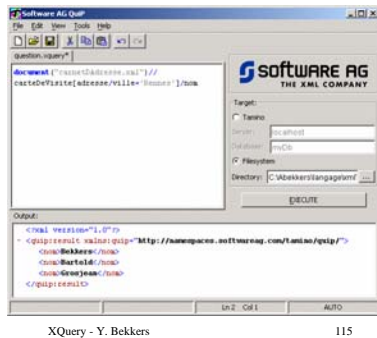 Software AG QuiP
File Edit View Tools Help
question.xquery*
document("carnetDadresse.xml")//
carteDeVisite[adresse/ville='Rennes']/nom
SOFTWARE AG
THE XML COMPANY
Target:
Tamino
Server: localhost
Database: myDb
Filesystem
Directory: C:\Abekkers\langage\xml ...
EXECUTE
Output:
<?xml version="1.0"?>
- <quip:result xmlns:quip="http://namespaces.softwareag.com/tamino/quip/">
<nom>Bekkers</nom>
<nom>Bartold</nom>
<nom>Grosjean</nom>
</quip:result>
Ln 2 Col 1 AUTO
XQuery - Y. Bekkers 115